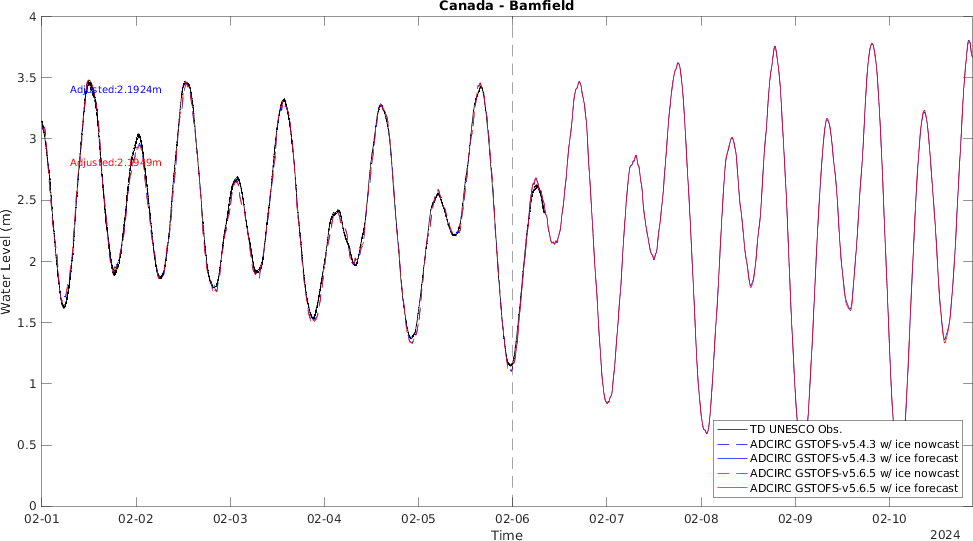 Canada - Bamfield
4
3.5
Adjusted:2.1924m
3
Adjusted:2.1949m
2.5
Water Level (m)
2
1.5
1
0.5
0
TD UNESCO Obs.
ADCIRC GSTOFS-v5.4.3 w/ ice nowcast
ADCIRC GSTOFS-v5.4.3 w/ ice forecast
ADCIRC GSTOFS-v5.6.5 w/ ice nowcast
ADCIRC GSTOFS-v5.6.5 w/ ice forecast
02-01 02-02 02-03 02-04 02-05 02-06 02-07 02-08 02-09 02-10
Time
2024